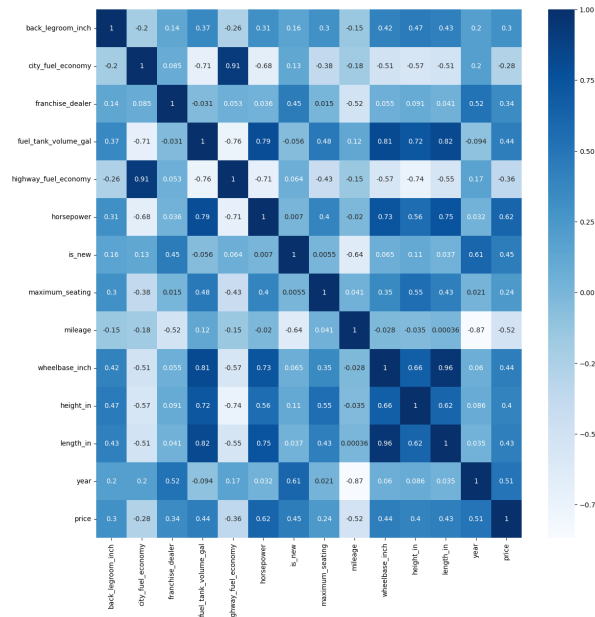 back_legroom_inch 1 -0.2 0.14 0.37 -0.26 0.31 0.16 0.3 -0.15 0.42 0.47 0.43 0.2 0.3
city_fuel_economy -0.2 1 0.085 -0.71 0.91 -0.68 0.13 -0.38 -0.18 -0.51 -0.57 -0.51 0.2 -0.28
franchise_dealer 0.14 0.085 1 -0.031 0.053 0.036 0.45 0.015 -0.52 0.055 0.091 0.041 0.52 0.34
fuel_tank_volume_gal 0.37 -0.71 -0.031 1 -0.76 0.79 -0.056 0.48 0.12 0.81 0.72 0.82 -0.094 0.44
highway_fuel_economy -0.26 0.91 0.053 -0.76 1 -0.71 0.064 -0.43 -0.15 -0.57 -0.74 -0.55 0.17 -0.36
horsepower 0.31 -0.68 0.036 0.79 -0.71 1 0.007 0.4 -0.02 0.73 0.56 0.75 0.032 0.62
is_new 0.16 0.13 0.45 -0.056 0.064 0.007 1 0.0055 -0.64 0.065 0.11 0.037 0.61 0.45
maximum_seating 0.3 -0.38 0.015 0.48 -0.43 0.4 0.0055 1 0.041 0.35 0.55 0.43 0.021 0.24
mileage -0.15 -0.18 -0.52 0.12 -0.15 -0.02 -0.64 0.041 1 -0.028 -0.035 0.00036 -0.87 -0.52
wheelbase_inch 0.42 -0.51 0.055 0.81 -0.57 0.73 0.065 0.35 -0.028 1 0.66 0.96 0.06 0.44
height_in 0.47 -0.57 0.091 0.72 -0.74 0.56 0.11 0.55 -0.035 0.66 1 0.62 0.086 0.4
length_in 0.43 -0.51 0.041 0.82 -0.55 0.75 0.037 0.43 0.00036 0.96 0.62 1 0.035 0.43
year 0.2 0.2 0.52 -0.094 0.17 0.032 0.61 0.021 -0.87 0.06 0.086 0.035 1 0.51
price 0.3 -0.28 0.34 0.44 -0.36 0.62 0.45 0.24 -0.52 0.44 0.4 0.43 0.51 1
back_legroom_inch
city_fuel_economy
franchise_dealer
fuel_tank_volume_gal
ghway_fuel_economy
horsepower
is_new
maximum_seating
mileage
wheelbase_inch
height_in
length_in
year
price
1.00
0.75
0.50
0.25
0.00
−0.25
−0.50
−0.75